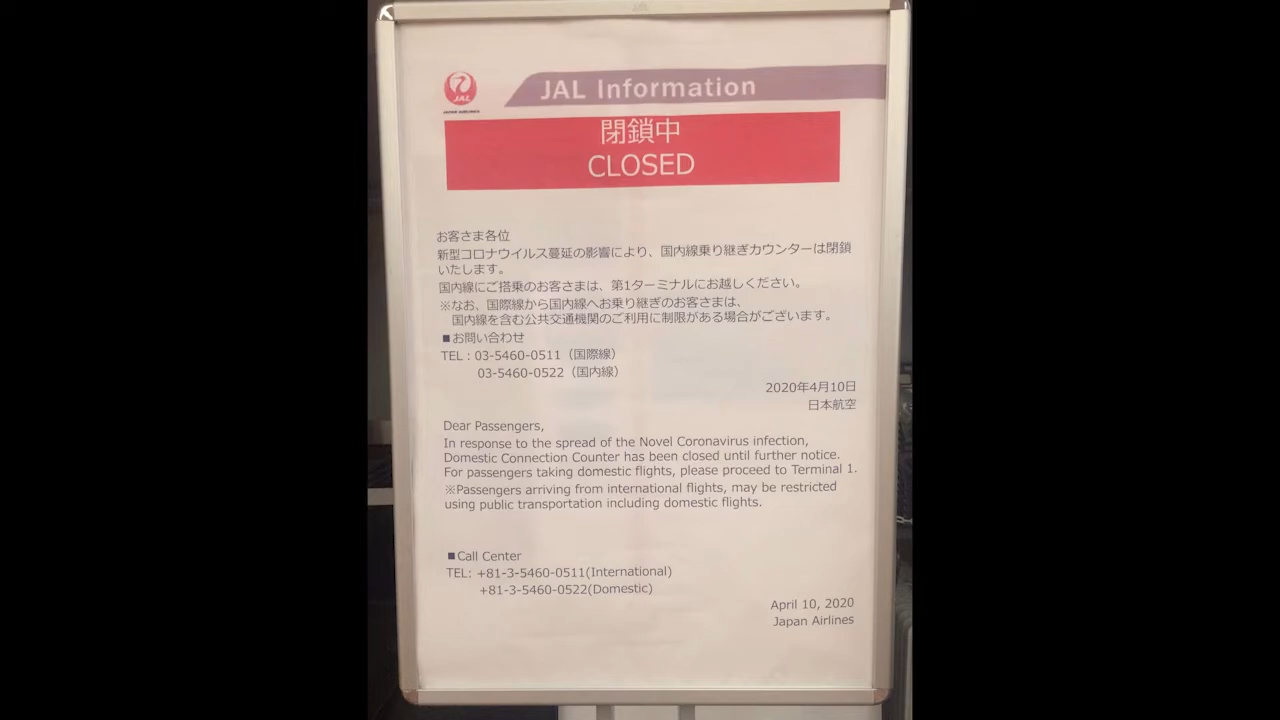 JAL
JAL Information
JAL
JAPAN AIRLINES
閉鎖中
CLOSED
お客さま各位
新型コロナウイルス蔓延の影響により、国内線乗り継ぎカウンターは閉鎖
いたします。
国内線にご搭乗のお客さまは、第1ターミナルにお越しください。
※なお、国際線から国内線へお乗り継ぎのお客さまは、
国内線を含む公共交通機関のご利用に制限がある場合がございます。
■お問い合わせ
TEL：03-5460-0511（国際線）
03-5460-0522（国内線）
2020年4月10日
日本航空
Dear Passengers,
In response to the spread of the Novel Coronavirus infection,
Domestic Connection Counter has been closed until further notice.
For passengers taking domestic flights, please proceed to Terminal 1.
※Passengers arriving from international flights, may be restricted
using public transportation including domestic flights.
■Call Center
TEL: +81-3-5460-0511(International)
+81-3-5460-0522(Domestic)
April 10, 2020
Japan Airlines